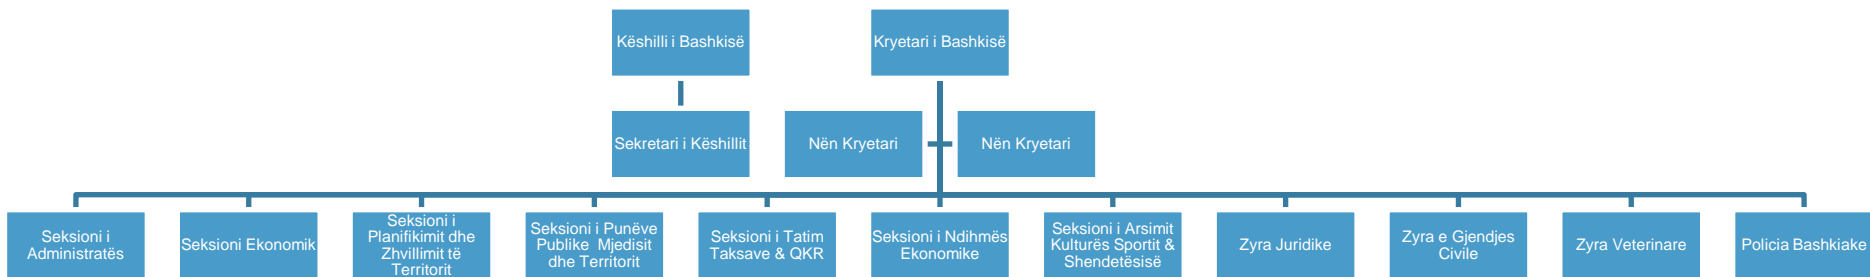 Këshilli i Bashkisë
Kryetari i Bashkisë
Sekretari i Këshillit
Nën Kryetari
Nën Kryetari
Seksioni i
Administratës
Seksioni Ekonomik
Seksioni i
Planifikimit dhe
Zhvillimit të
Territorit
Seksioni i Punëve
Publike Mjedisit
dhe Territorit
Seksioni i Tatim
Taksave & QKR
Seksioni i Ndihmës
Ekonomike
Seksioni i Arsimit
Kulturës Sportit &
Shendetësisë
Zyra Juridike
Zyra e Gjendjes
Civile
Zyra Veterinare
Policia Bashkiake